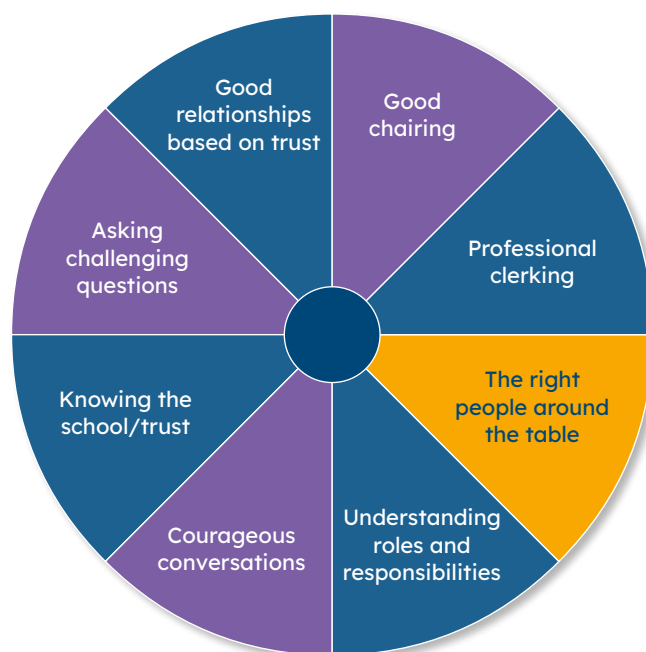 Good
chairing
Professional
clerking
The right
people around
the table
Understanding
roles and
responsibilities
Courageous
conversations
Knowing the
school/trust
Asking
challenging
questions
Good
relationships
based on trust